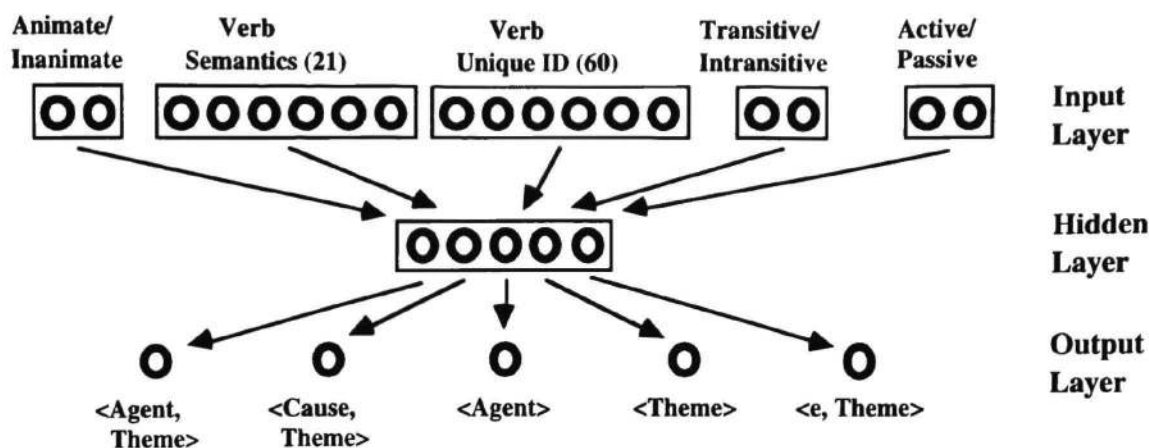 Animate/
Inanimate
Verb
Semantics (21)
Verb
Unique ID (60)
Transitive/
Intransitive
Active/
Passive
Input
Layer
Hidden
Layer
Output
Layer
<Agent,
Theme>
<Cause,
Theme>
<Agent>
<Theme>
<e, Theme>